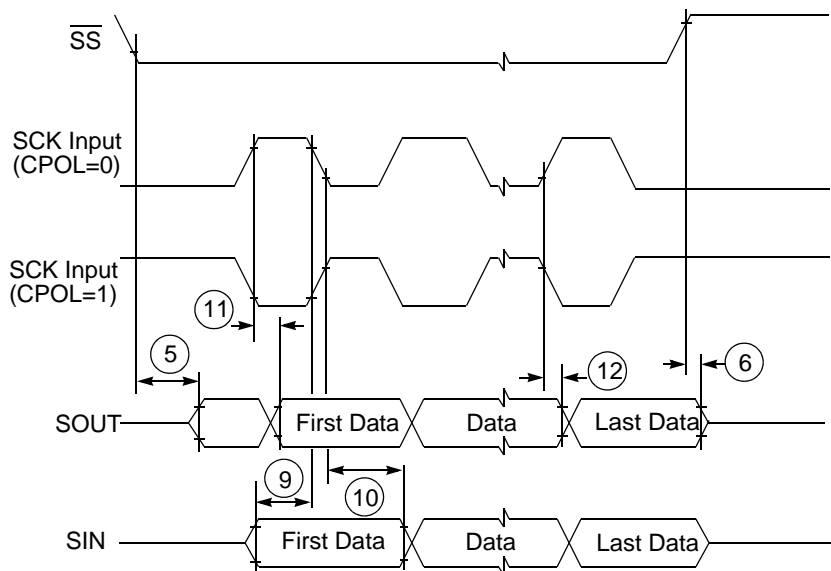 SS
SCK Input
(CPOL=0)
SCK Input
(CPOL=1)
11
5
12
6
SOUT
First Data
Data
Last Data
9
10
SIN
First Data
Data
Last Data